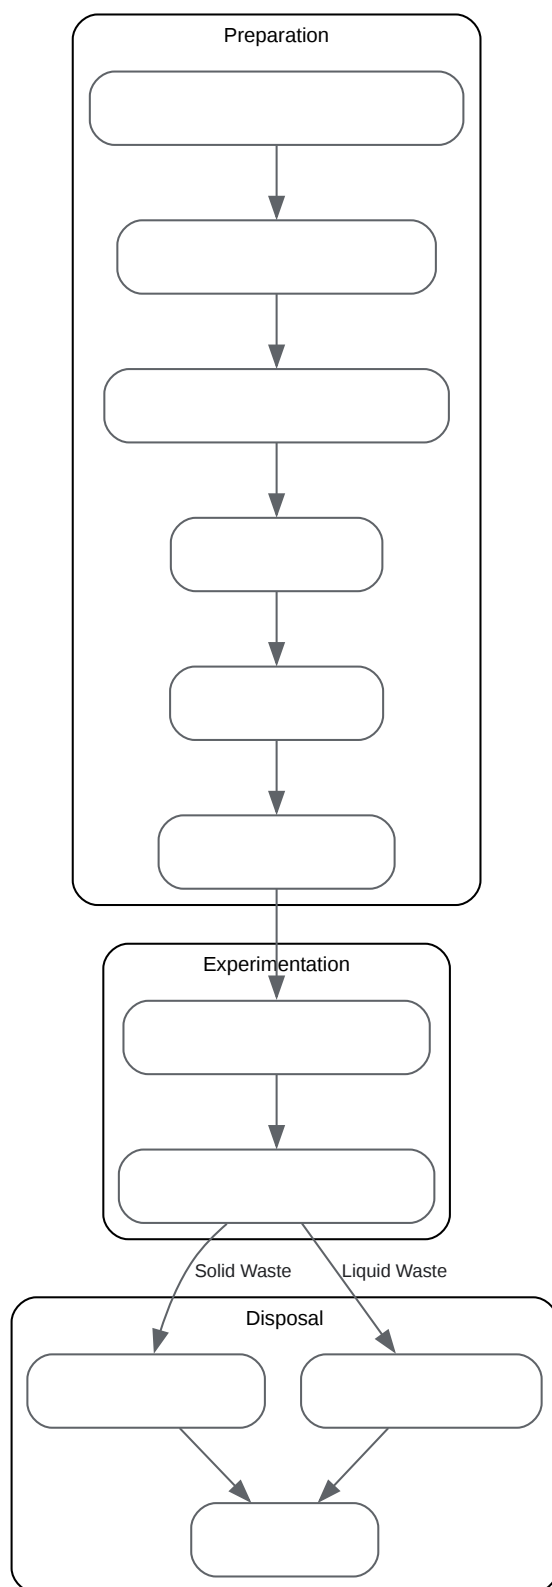 Preparation
Experimentation
Solid Waste
Liquid Waste
Disposal